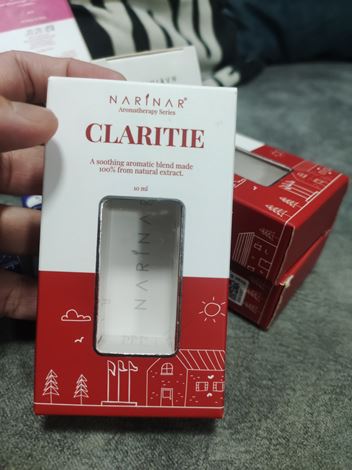 NARINAR®
Aromatherapy Series
CLARITIE
A soothing aromatic blend made
100% from natural extract.
10 ml
NARINAR